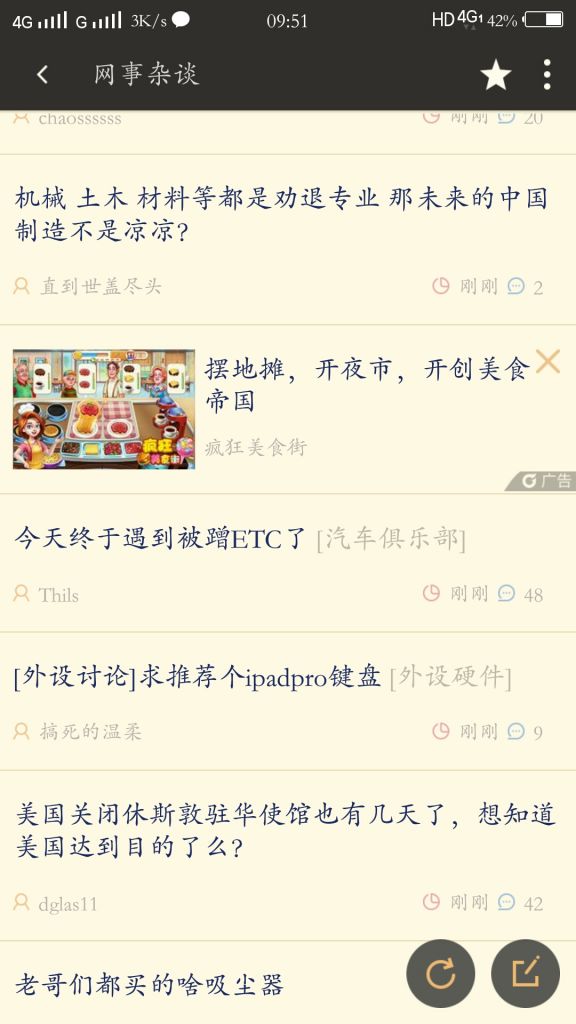 4G G 3K/s 09:51 HD 4G 42%
网事杂谈
chaossssss 刚刚 20
机械 土木 材料等都是劝退专业 那未来的中国
制造不是凉凉?
直到世盖尽头 刚刚 2
摆地摊，开夜市，开创美食
帝国
疯狂美食街
疯狂
美食街
广告
今天终于遇到被蹭ETC了 [汽车俱乐部]
Thils 刚刚 48
[外设讨论]求推荐个ipadpro键盘 [外设硬件]
搞死的温柔 刚刚 9
美国关闭休斯敦驻华使馆也有几天了，想知道
美国达到目的了么?
dglas11 刚刚 42
老哥们都买的啥吸尘器